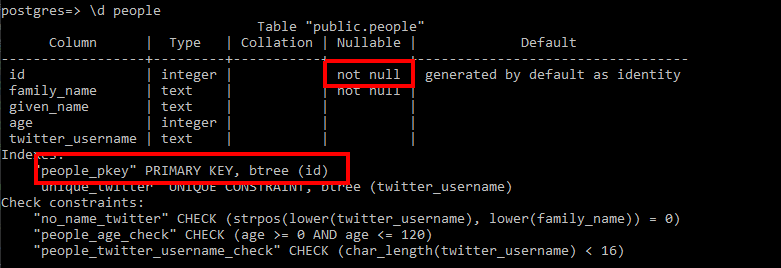 postgres=> \d people
Table "public.people"
Column | Type | Collation | Nullable | Default
------------------+---------+-----------+----------+----------------------------------
id | integer | | not null | generated by default as identity
family_name | text | | not null |
given_name | text | | |
age | integer | | |
twitter_username | text | | |
Indexes:
"people_pkey" PRIMARY KEY, btree (id)
"unique_twitter" UNIQUE CONSTRAINT, btree (twitter_username)
Check constraints:
"no_name_twitter" CHECK (strpos(lower(twitter_username), lower(family_name)) = 0)
"people_age_check" CHECK (age >= 0 AND age <= 120)
"people_twitter_username_check" CHECK (char_length(twitter_username) < 16)